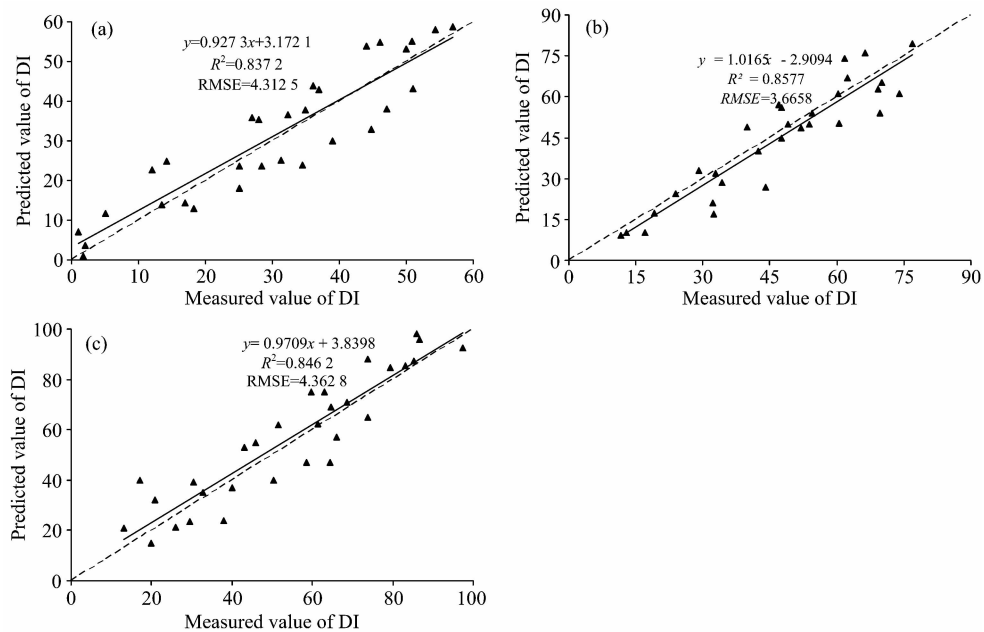 (a)
y=0.927 3x+3.172 1
R²=0.837 2
RMSE=4.312 5
Predicted value of DI
60
50
40
30
20
10
0
0 10 20 30 40 50 60
Measured value of DI
(b)
y = 1.0165x - 2.9094
R² = 0.8577
RMSE=3.6658
Predicted value of DI
90
75
60
45
30
15
0
0 15 30 45 60 75 90
Measured value of DI
(c)
y= 0.9709x + 3.8398
R²=0.846 2
RMSE=4.362 8
Predicted value of DI
100
80
60
40
20
0
0 20 40 60 80 100
Measured value of DI